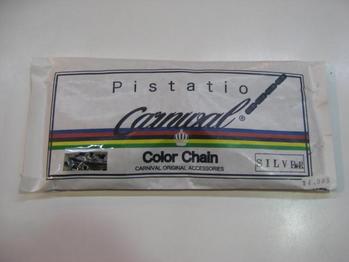 Pistatio
Carnival®
Color Chain
CARNIVAL ORIGINAL ACCESSORIES
SILVER